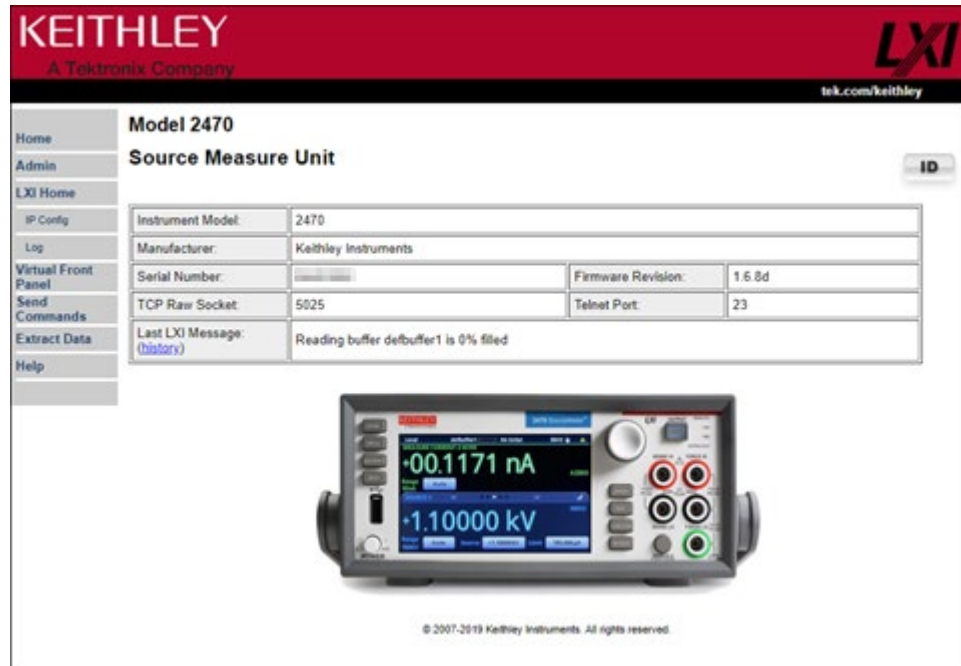 KEITHLEY
A Tektronix Company
LXI
tek.com/keithley
Home
Admin
LXI Home
IP Config
Log
Virtual Front
Panel
Send
Commands
Extract Data
Help
Model 2470
Source Measure Unit
ID
Instrument Model: 2470
Manufacturer: Keithley Instruments
Serial Number: Firmware Revision: 1.6.8d
TCP Raw Socket: 5025 Telnet Port: 23
Last LXI Message:
(history) Reading buffer defbuffer1 is 0% filled
KEITHLEY
+00.1171 nA
+1.10000 kV
© 2007-2019 Keithley Instruments. All rights reserved.